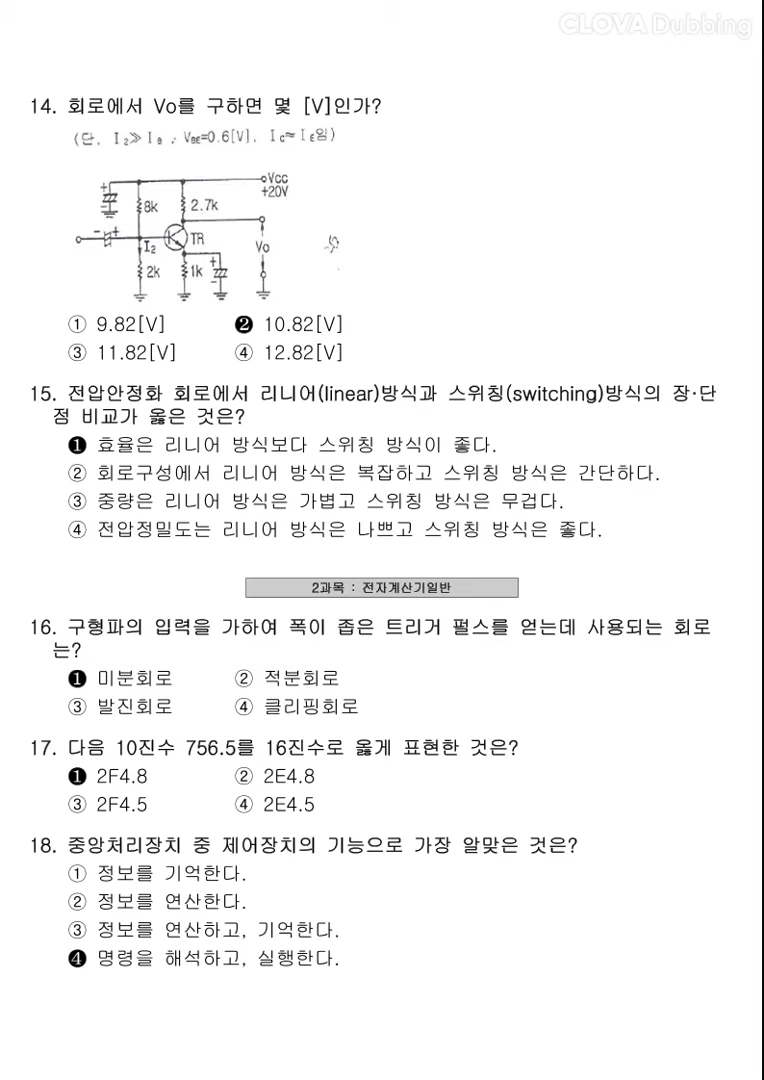 CLOVA Dubbing
14. 회로에서 Vo를 구하면 몇 [V]인가?
(단, I₂≫I_B, V_BE=0.6[V], I_C≈I_E임)
Vcc
+20V
8k
2.7k
TR
I₂
Vo
2k
1k
① 9.82[V] ❷ 10.82[V]
③ 11.82[V] ④ 12.82[V]
15. 전압안정화 회로에서 리니어(linear)방식과 스위칭(switching)방식의 장·단
점 비교가 옳은 것은?
❶ 효율은 리니어 방식보다 스위칭 방식이 좋다.
② 회로구성에서 리니어 방식은 복잡하고 스위칭 방식은 간단하다.
③ 중량은 리니어 방식은 가볍고 스위칭 방식은 무겁다.
④ 전압정밀도는 리니어 방식은 나쁘고 스위칭 방식은 좋다.
2과목 : 전자계산기일반
16. 구형파의 입력을 가하여 폭이 좁은 트리거 펄스를 얻는데 사용되는 회로
는?
❶ 미분회로 ② 적분회로
③ 발진회로 ④ 클리핑회로
17. 다음 10진수 756.5를 16진수로 옳게 표현한 것은?
❶ 2F4.8 ② 2E4.8
③ 2F4.5 ④ 2E4.5
18. 중앙처리장치 중 제어장치의 기능으로 가장 알맞은 것은?
① 정보를 기억한다.
② 정보를 연산한다.
③ 정보를 연산하고, 기억한다.
❹ 명령을 해석하고, 실행한다.